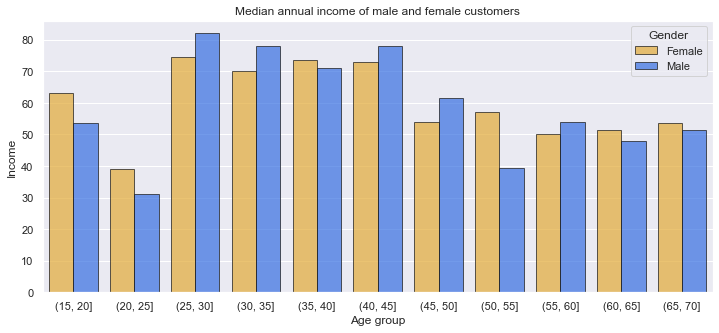 Median annual income of male and female customers
Gender
Female
Male
Income
80
70
60
50
40
30
20
10
0
(15, 20] (20, 25] (25, 30] (30, 35] (35, 40] (40, 45] (45, 50] (50, 55] (55, 60] (60, 65] (65, 70]
Age group